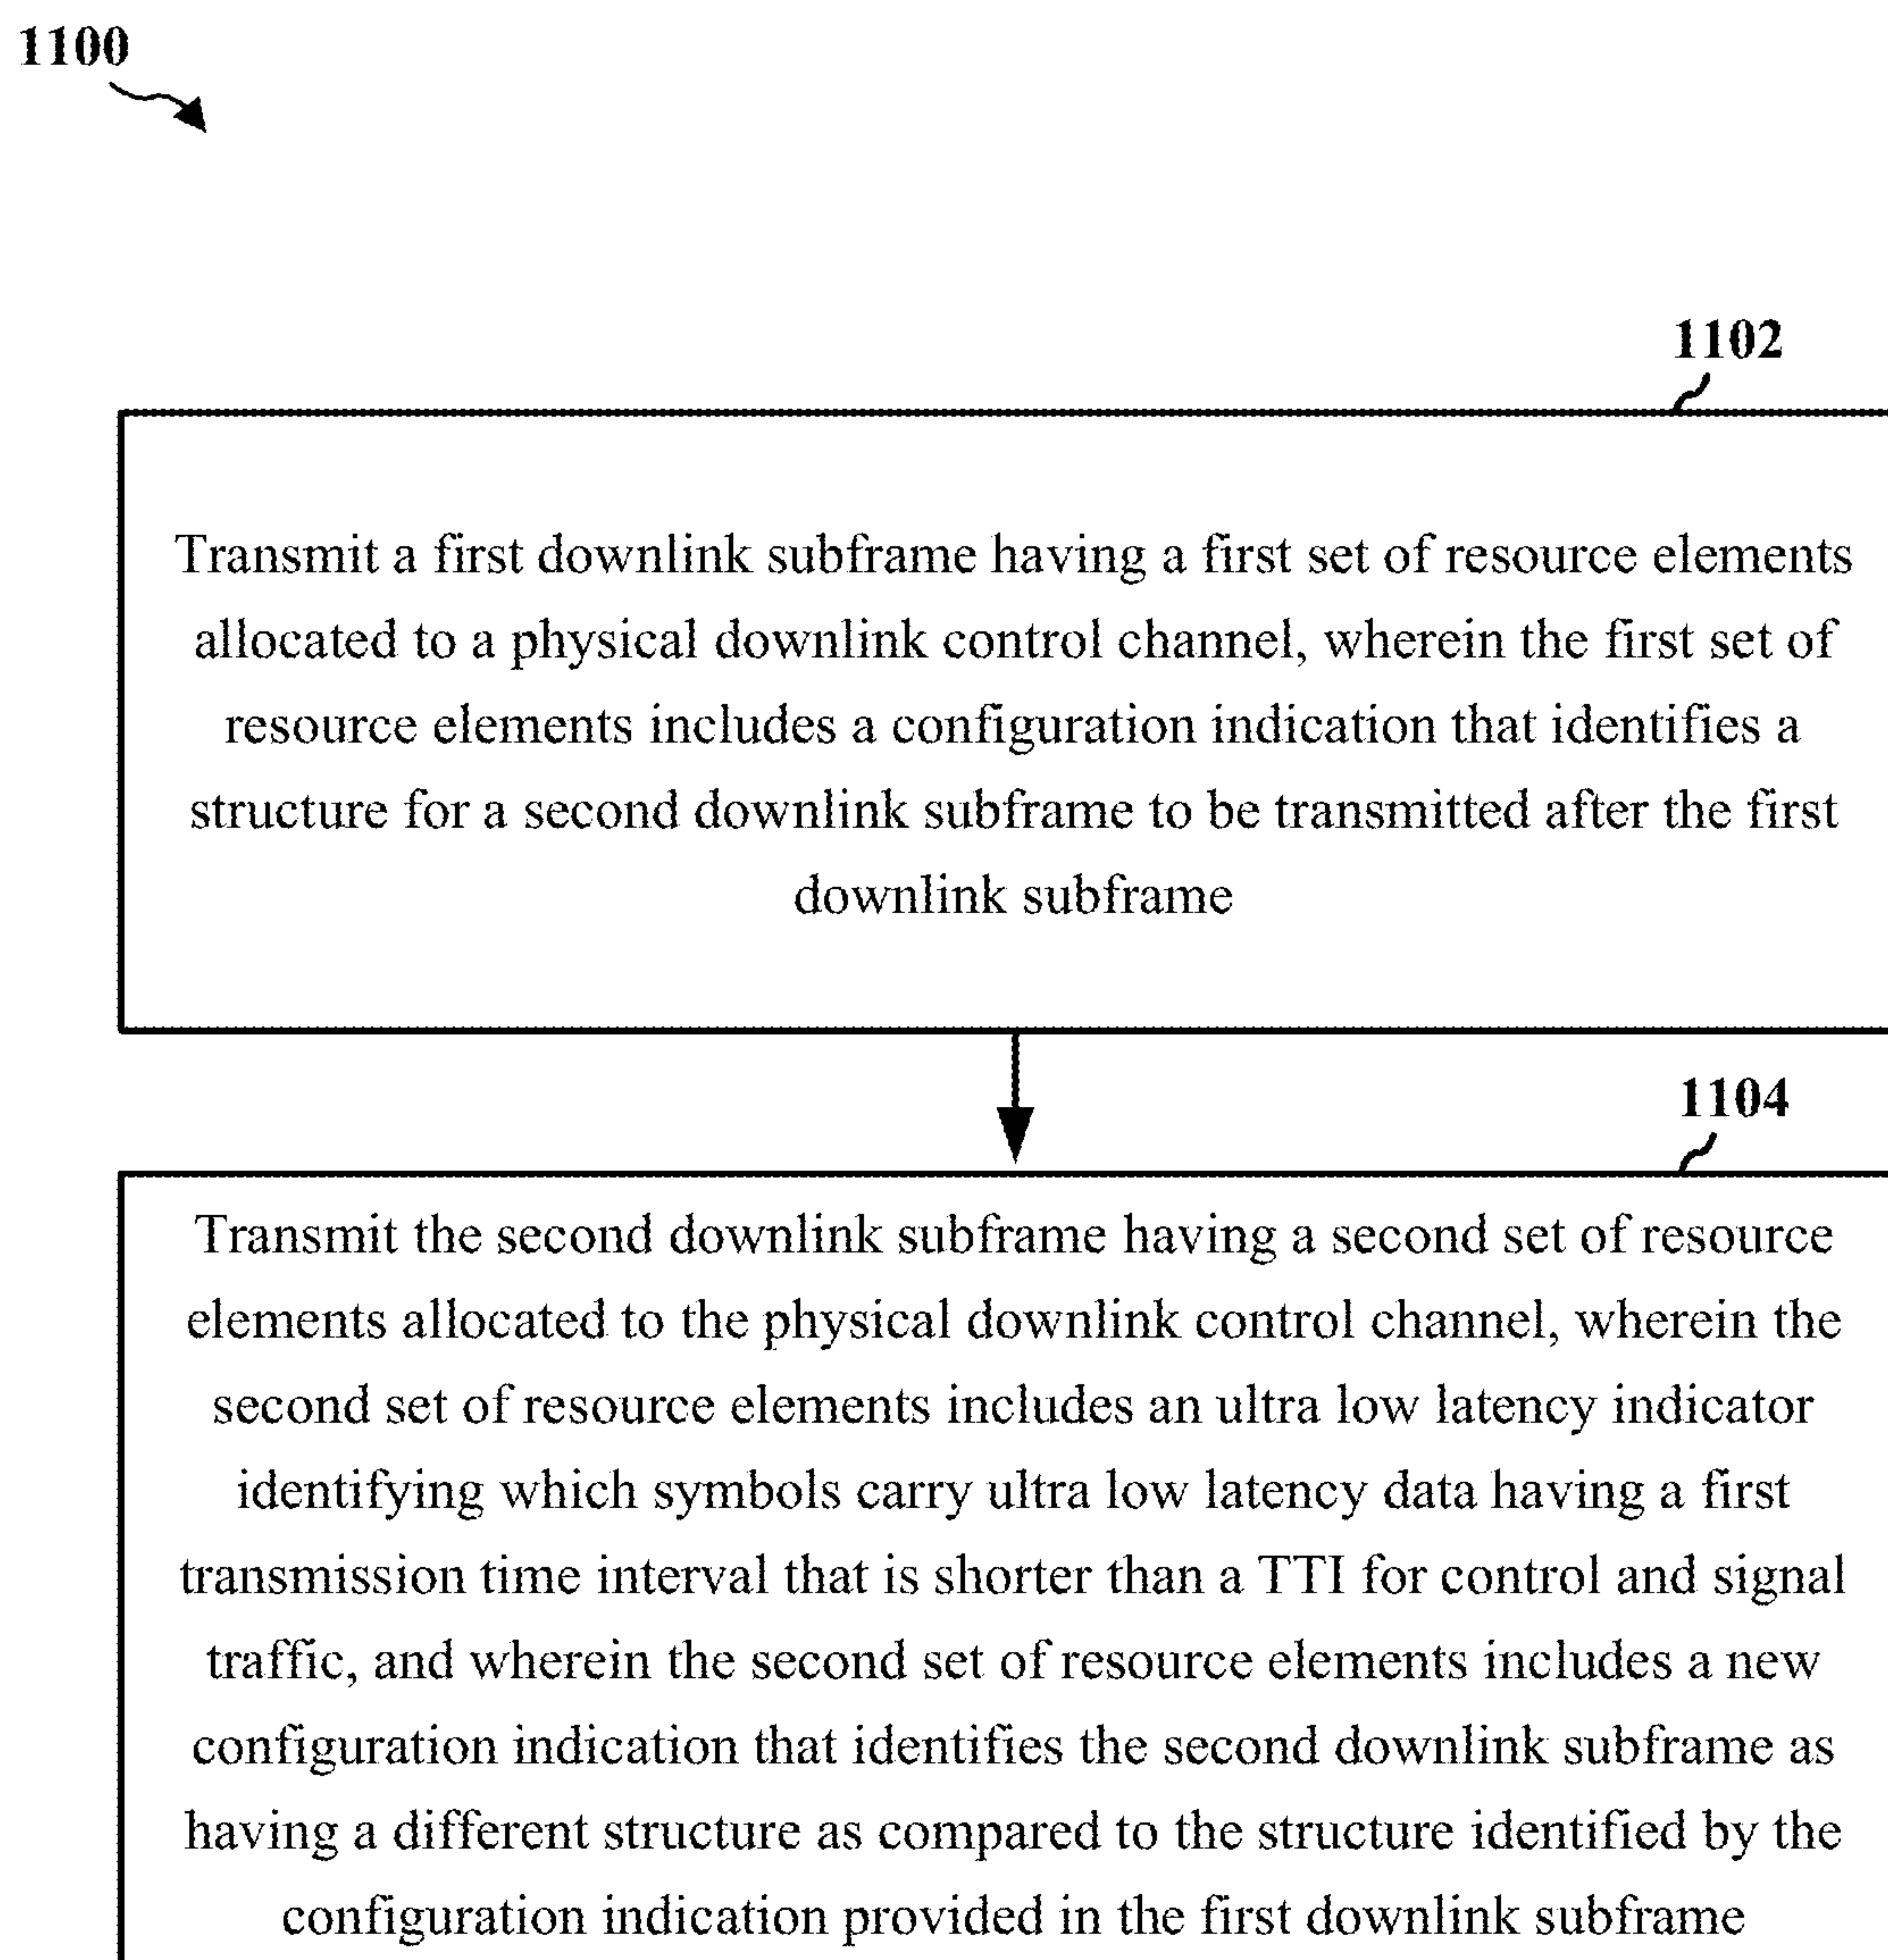 1100
1102
Transmit a first downlink subframe having a first set of resource elements
allocated to a physical downlink control channel, wherein the first set of
resource elements includes a configuration indication that identifies a
structure for a second downlink subframe to be transmitted after the first
downlink subframe
1104
Transmit the second downlink subframe having a second set of resource
elements allocated to the physical downlink control channel, wherein the
second set of resource elements includes an ultra low latency indicator
identifying which symbols carry ultra low latency data having a first
transmission time interval that is shorter than a TTI for control and signal
traffic, and wherein the second set of resource elements includes a new
configuration indication that identifies the second downlink subframe as
having a different structure as compared to the structure identified by the
configuration indication provided in the first downlink subframe